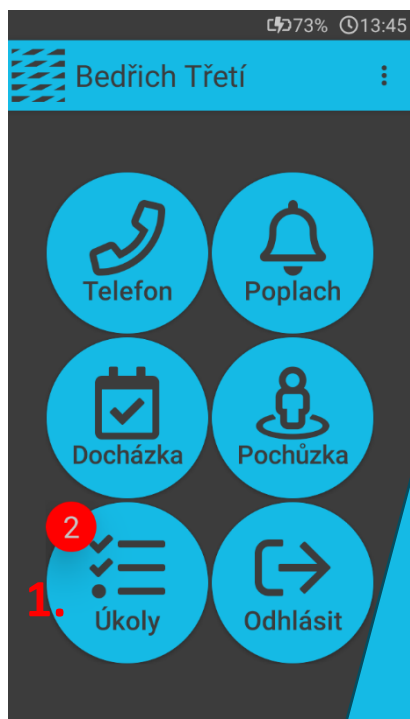 73% 13:45
Bedřich Třetí
Telefon
Poplach
Docházka
Pochůzka
2
1.
Úkoly
Odhlásit